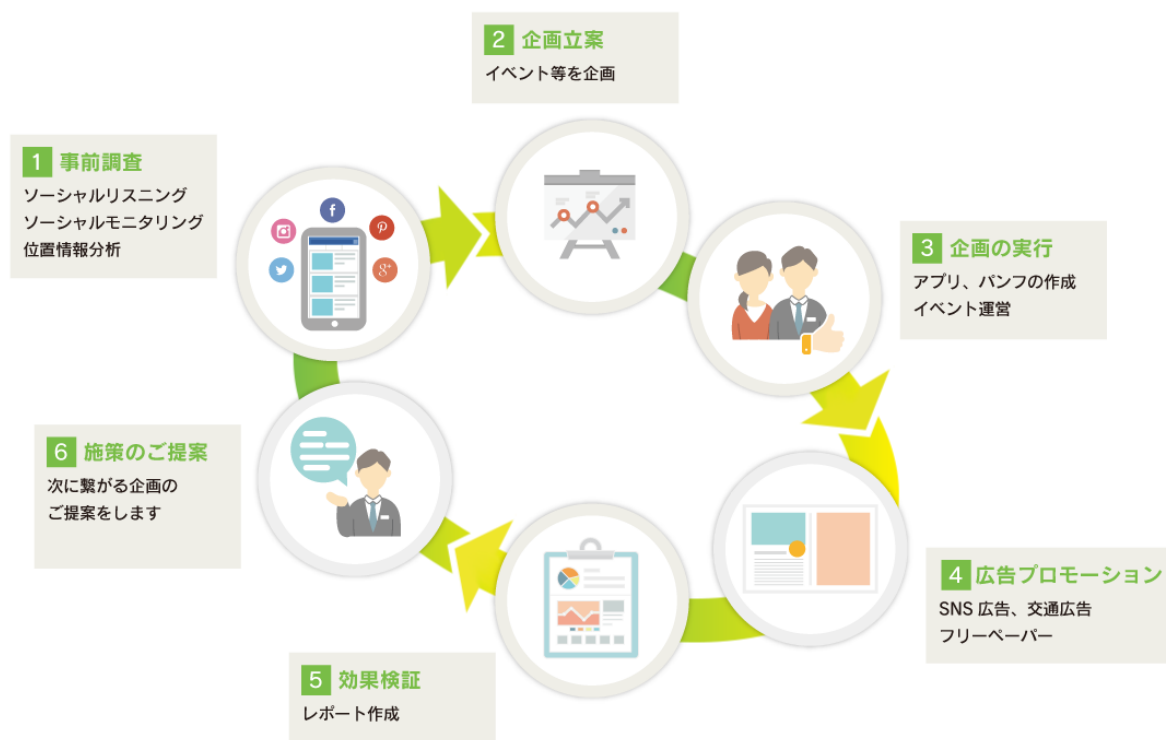 1 事前調査
ソーシャルリスニング
ソーシャルモニタリング
位置情報分析
2 企画立案
イベント等を企画
3 企画の実行
アプリ、パンフの作成
イベント運営
4 広告プロモーション
SNS 広告、交通広告
フリーペーパー
5 効果検証
レポート作成
6 施策のご提案
次に繋がる企画の
ご提案をします
f
g+